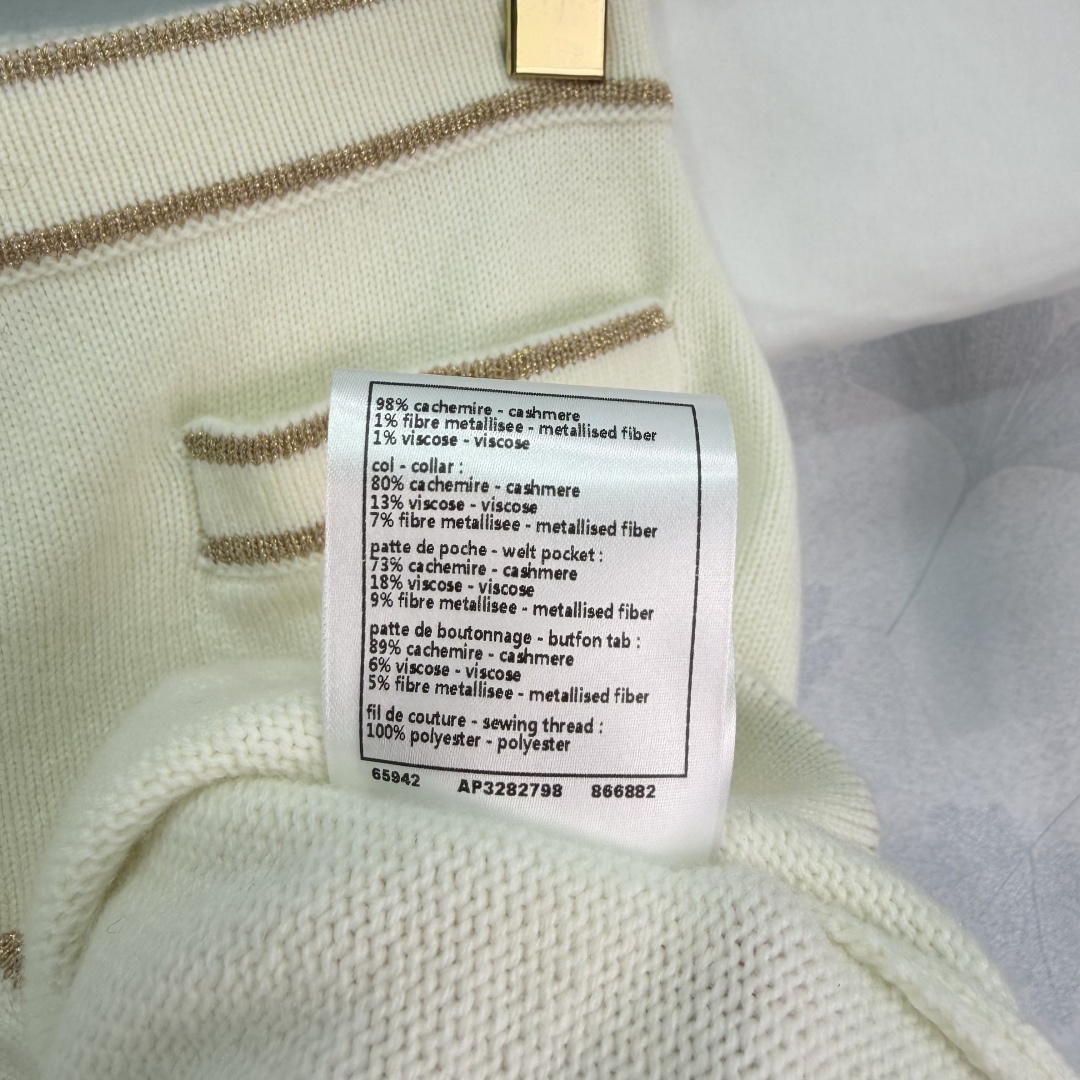 98% cachemire - cashmere
1% fibre metallisee - metallised fiber
1% viscose - viscose
col - collar :
80% cachemire - cashmere
13% viscose - viscose
7% fibre metallisee - metallised fiber
patte de poche - welt pocket :
73% cachemire - cashmere
18% viscose - viscose
9% fibre metallisee - metallised fiber
patte de boutonnage - butfon tab :
89% cachemire - cashmere
6% viscose - viscose
5% fibre metallisee - metallised fiber
fil de couture - sewing thread :
100% polyester - polyester
65942 AP3282798 866882